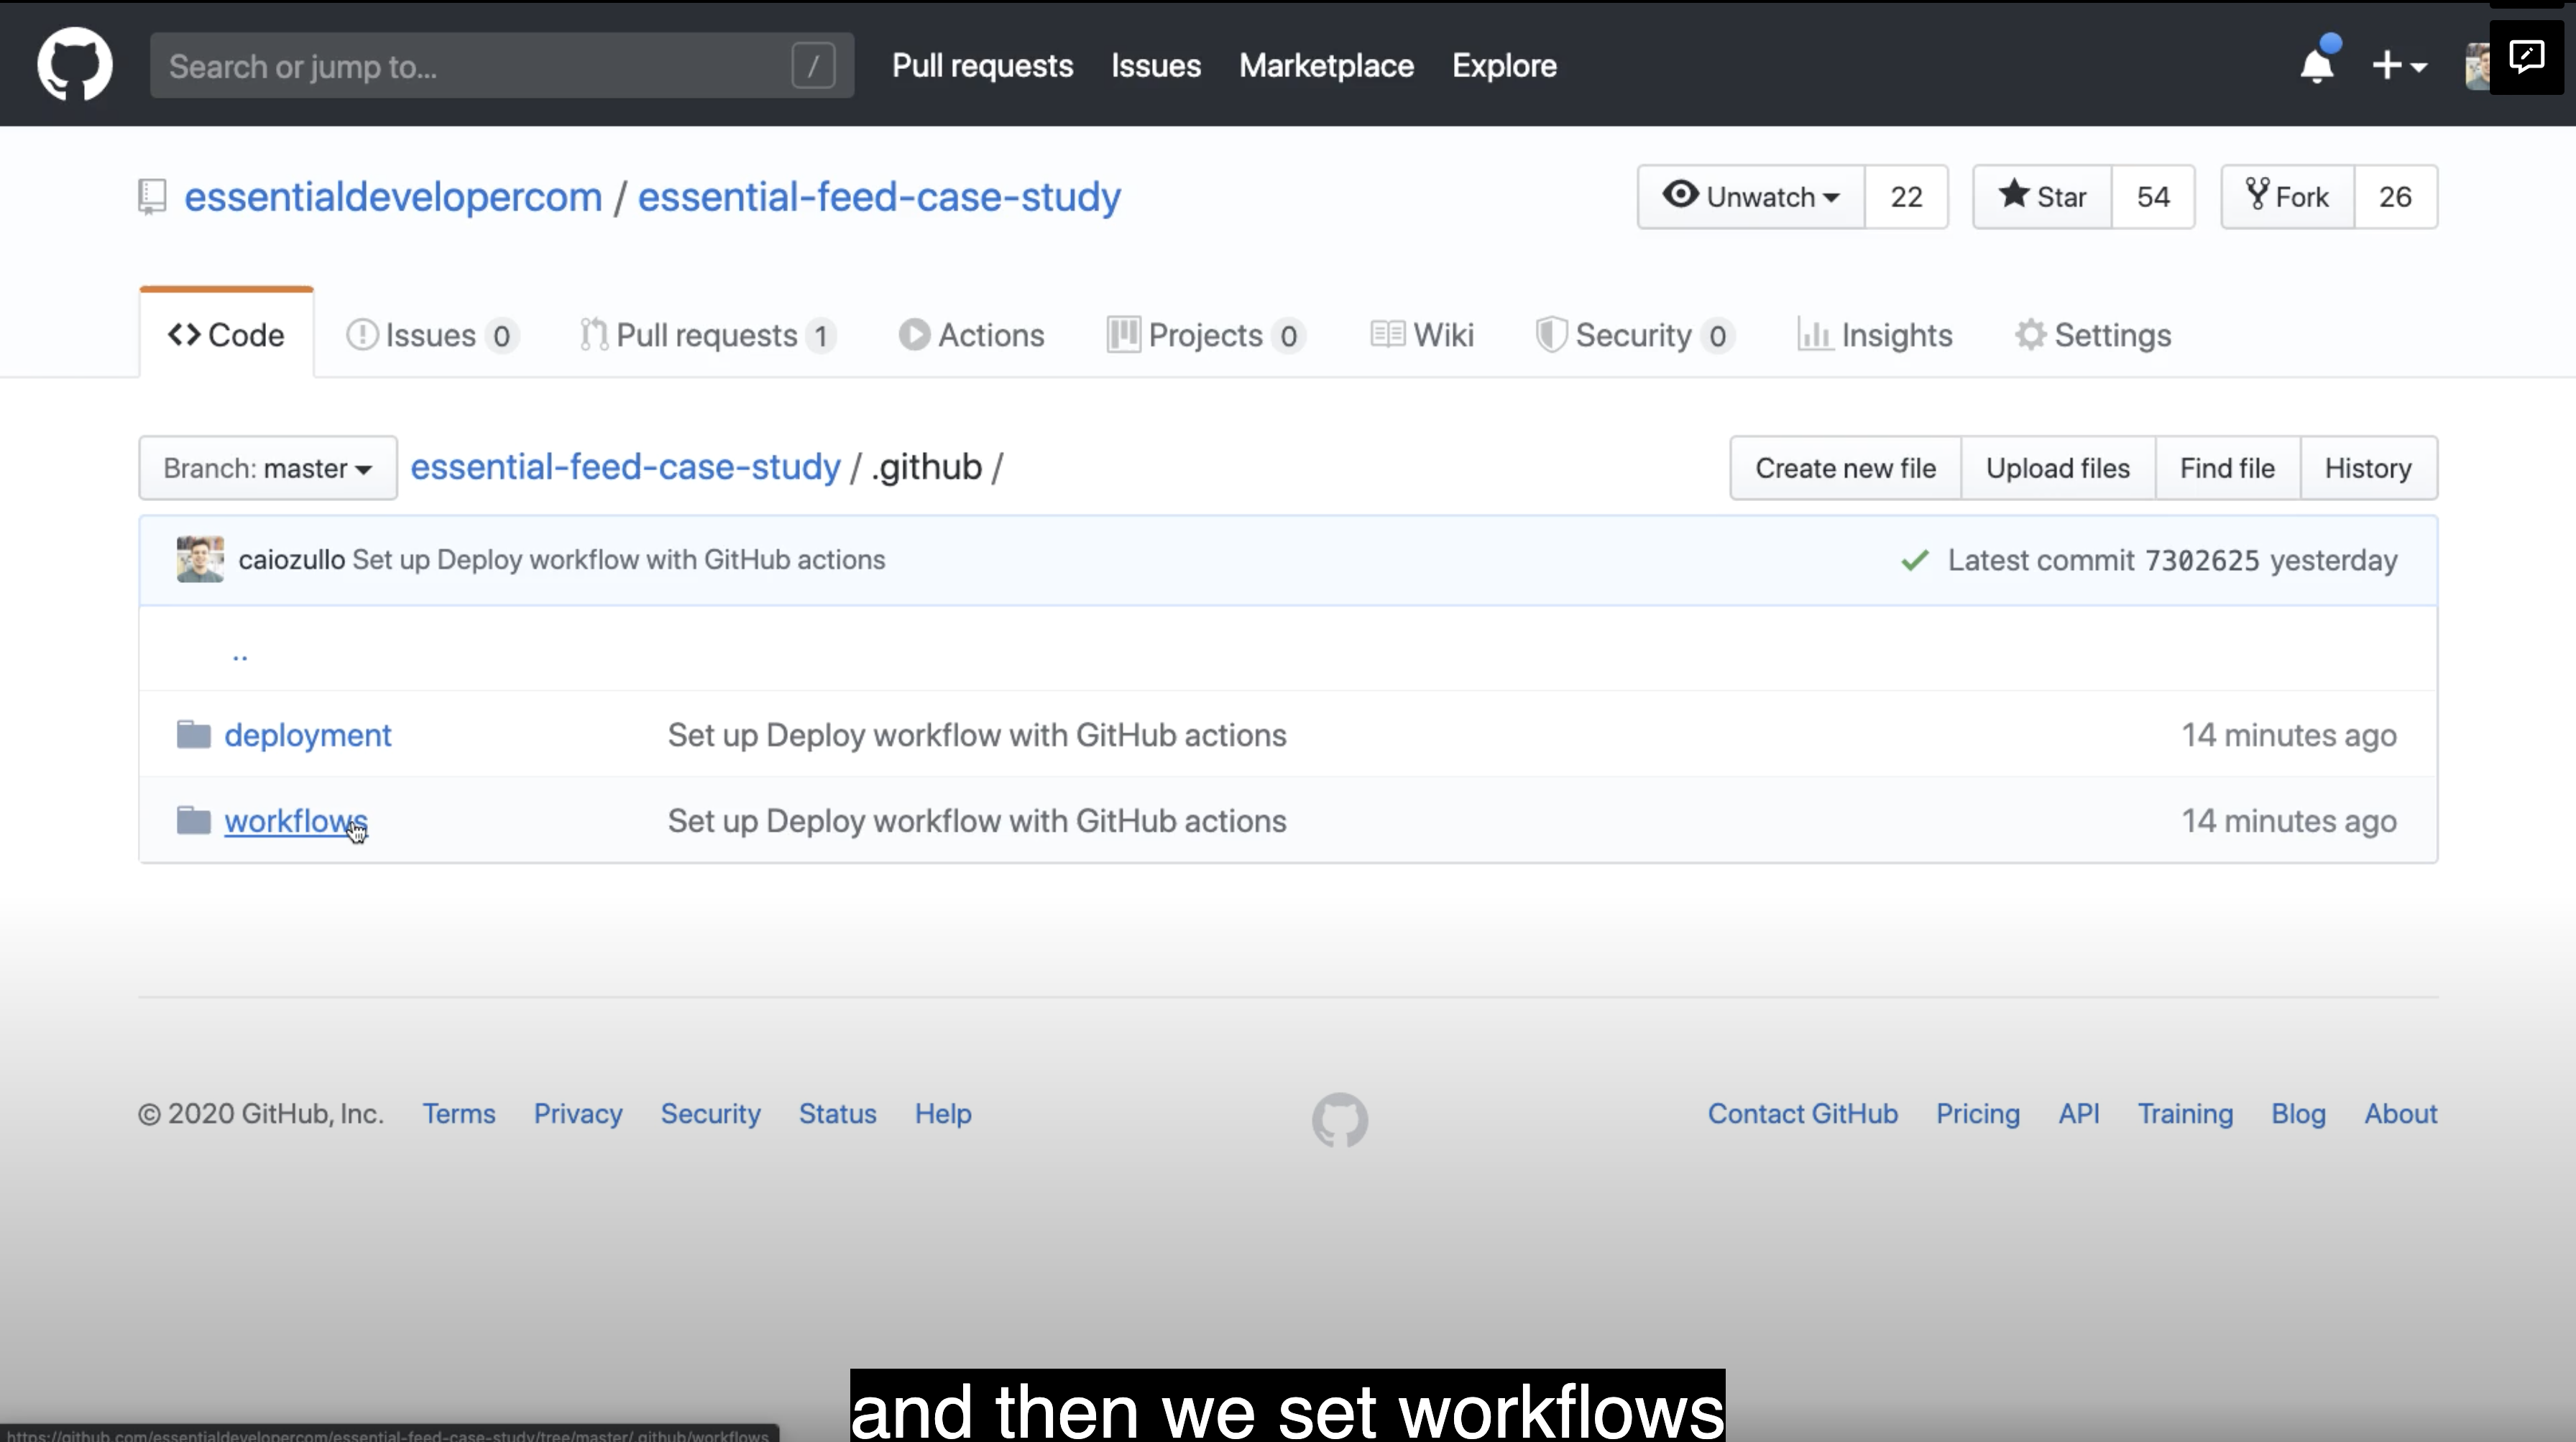 Search or jump to... / Pull requests Issues Marketplace Explore
essentialdevelopercom / essential-feed-case-study Unwatch 22 Star 54 Fork 26
Code Issues 0 Pull requests 1 Actions Projects 0 Wiki Security 0 Insights Settings
Branch: master essential-feed-case-study / .github / Create new file Upload files Find file History
caiozullo Set up Deploy workflow with GitHub actions Latest commit 7302625 yesterday
..
deployment Set up Deploy workflow with GitHub actions 14 minutes ago
workflows Set up Deploy workflow with GitHub actions 14 minutes ago
© 2020 GitHub, Inc. Terms Privacy Security Status Help Contact GitHub Pricing API Training Blog About
and then we set workflows
https://github.com/essentialdevelopercom/essential-feed-case-study/tree/master/.github/workflows